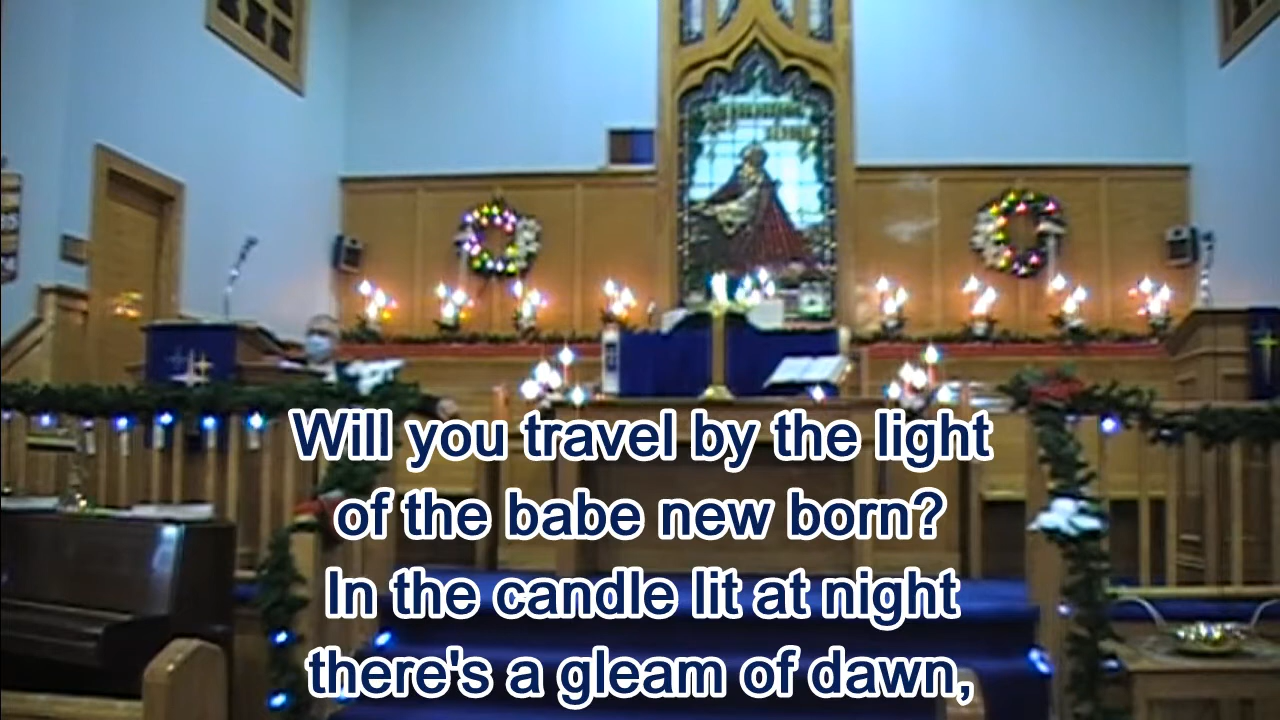 Will you travel by the light
of the babe new born?
In the candle lit at night
there's a gleam of dawn,